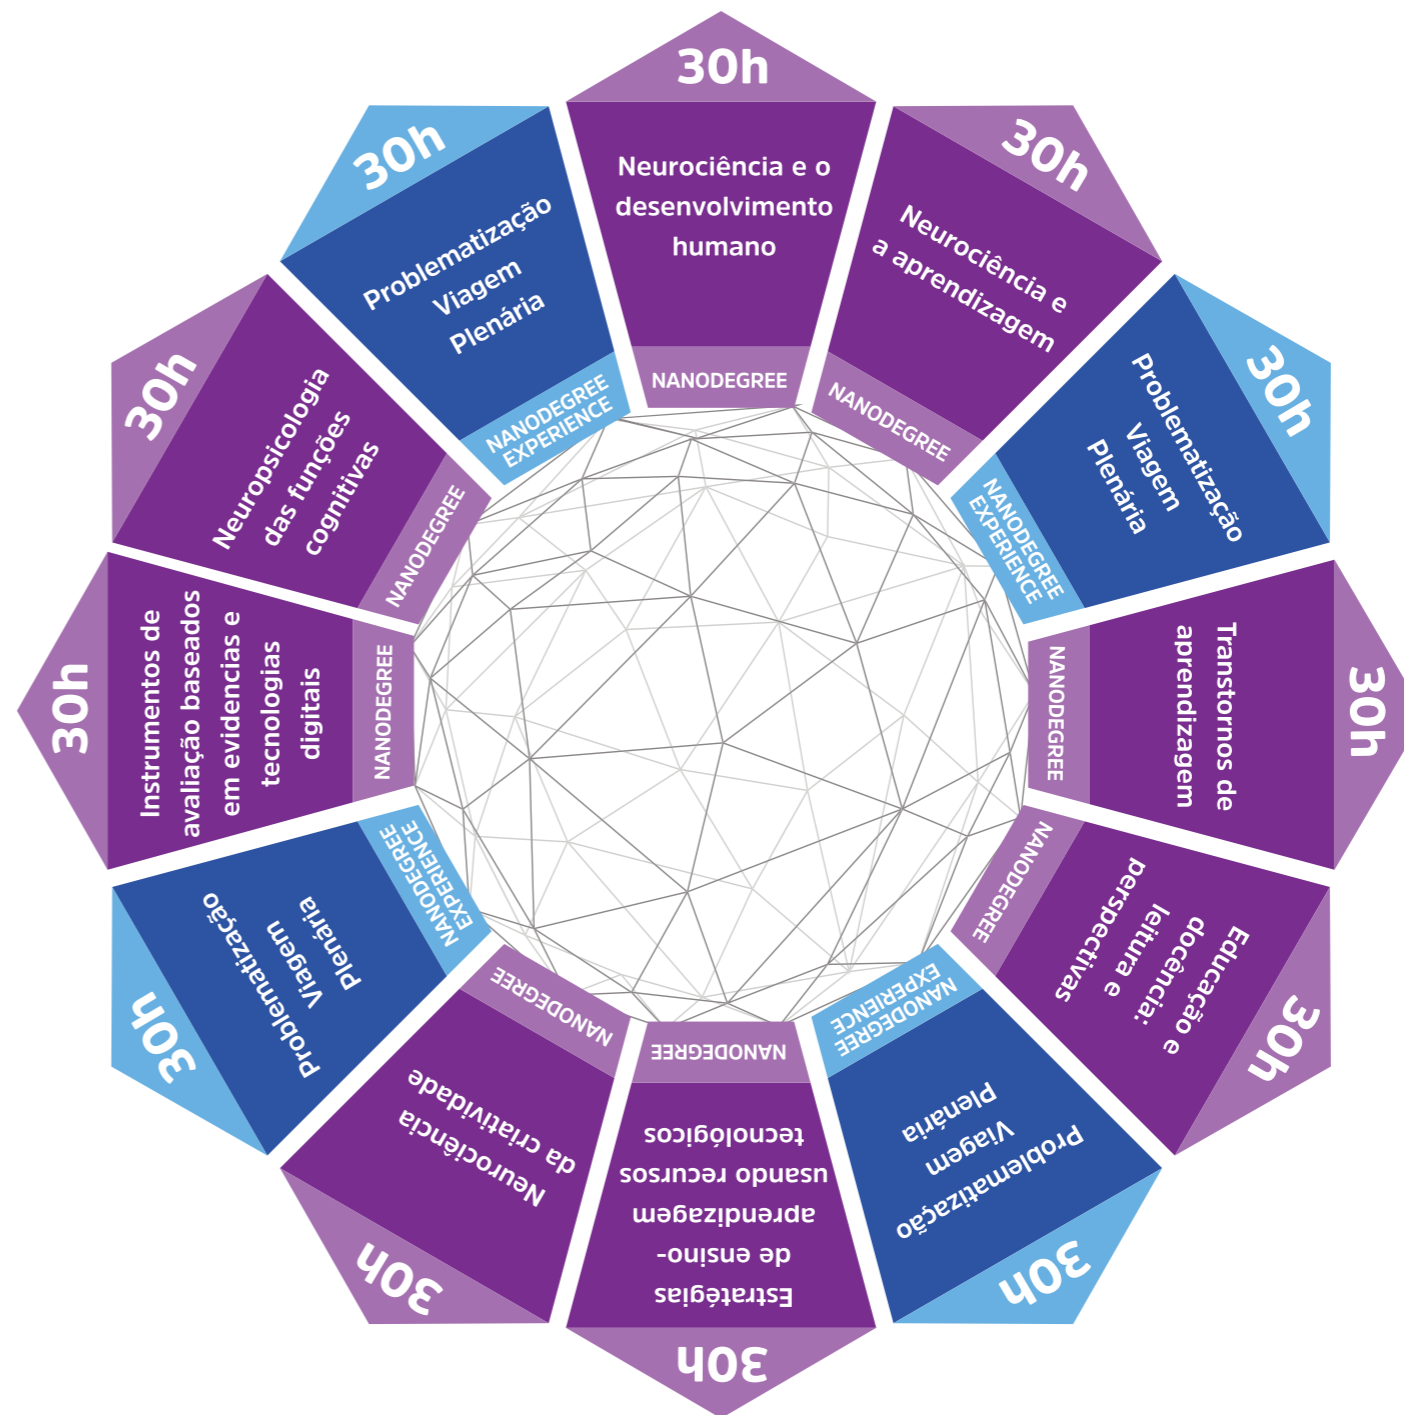 30h
Neurociência e o
desenvolvimento
humano
NANODEGREE
30h
Neurociência e
a aprendizagem
NANODEGREE
30h
Problematização
Viagem
Plenária
NANODEGREE
EXPERIENCE
30h
Transtornos de
aprendizagem
NANODEGREE
30h
Educação e
docência:
leitura e
perspectivas
NANODEGREE
30h
Problematização
Viagem
Plenária
NANODEGREE
EXPERIENCE
30h
Estratégias
de ensino-
aprendizagem
usando recursos
tecnológicos
NANODEGREE
30h
Neurociência
da criatividade
NANODEGREE
30h
Problematização
Viagem
Plenária
NANODEGREE
EXPERIENCE
30h
Instrumentos de
avaliação baseados
em evidencias e
tecnologias
digitais
NANODEGREE
30h
Neuropsicologia
das funções
cognitivas
NANODEGREE
30h
Problematização
Viagem
Plenária
NANODEGREE
EXPERIENCE